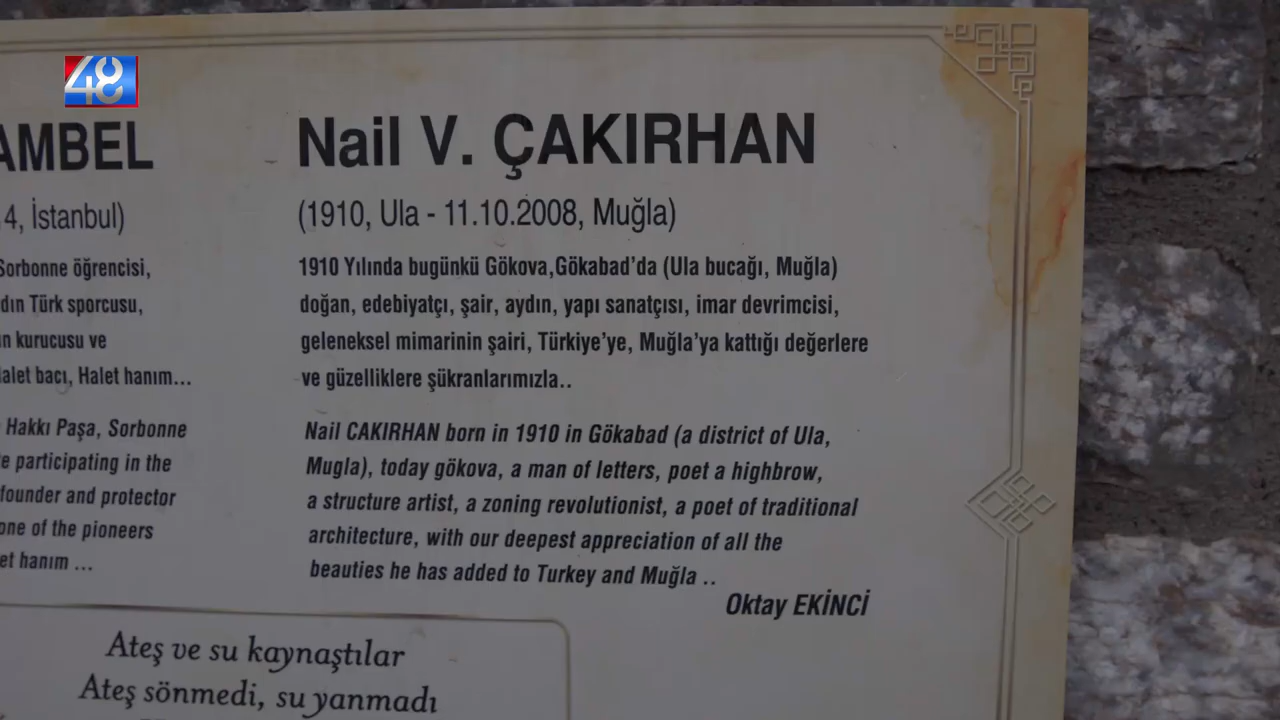 48
AMBEL
4, İstanbul)
Sorbonne öğrencisi,
dın Türk sporcusu,
n kurucusu ve
alet bacı, Halet hanım...
Hakkı Paşa, Sorbonne
e participating in the
founder and protector
one of the pioneers
et hanım ...
Nail V. ÇAKIRHAN
(1910, Ula - 11.10.2008, Muğla)
1910 Yılında bugünkü Gökova,Gökabad'da (Ula bucağı, Muğla)
doğan, edebiyatçı, şair, aydın, yapı sanatçısı, imar devrimcisi,
geleneksel mimarinin şairi, Türkiye'ye, Muğla'ya kattığı değerlere
ve güzelliklere şükranlarımızla..
Nail CAKIRHAN born in 1910 in Gökabad (a district of Ula,
Mugla), today gökova, a man of letters, poet a highbrow,
a structure artist, a zoning revolutionist, a poet of traditional
architecture, with our deepest appreciation of all the
beauties he has added to Turkey and Muğla ..
Oktay EKİNCİ
Ateş ve su kaynaştılar
Ateş sönmedi, su yanmadı